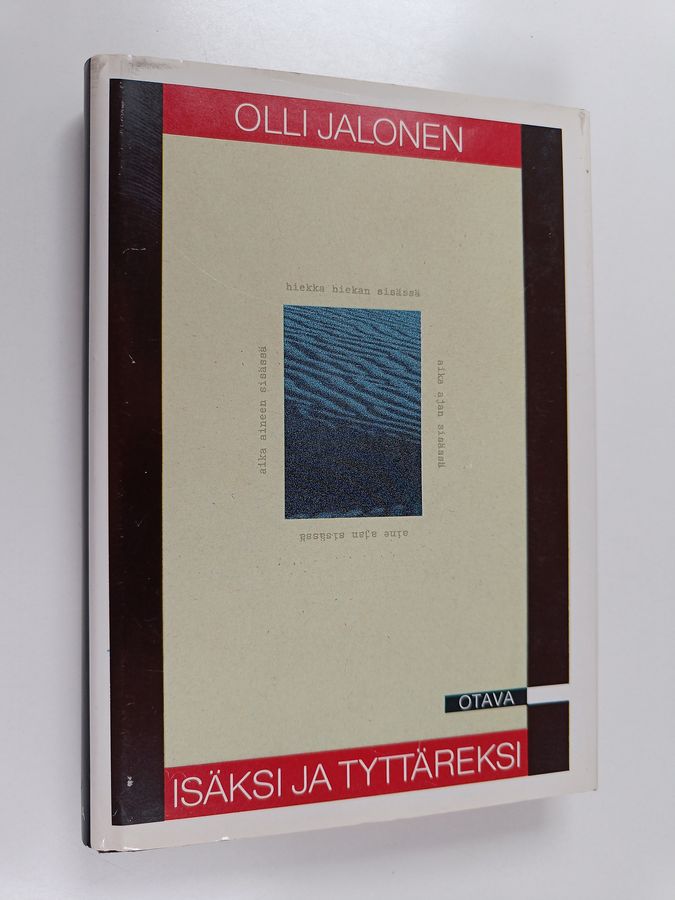 OLLI JALONEN
hiekka hiekan sisässä
aika ajan sisässä
aine ajan sisässä
aika aineen sisässä
OTAVA
ISÄKSI JA TYTTÄREKSI